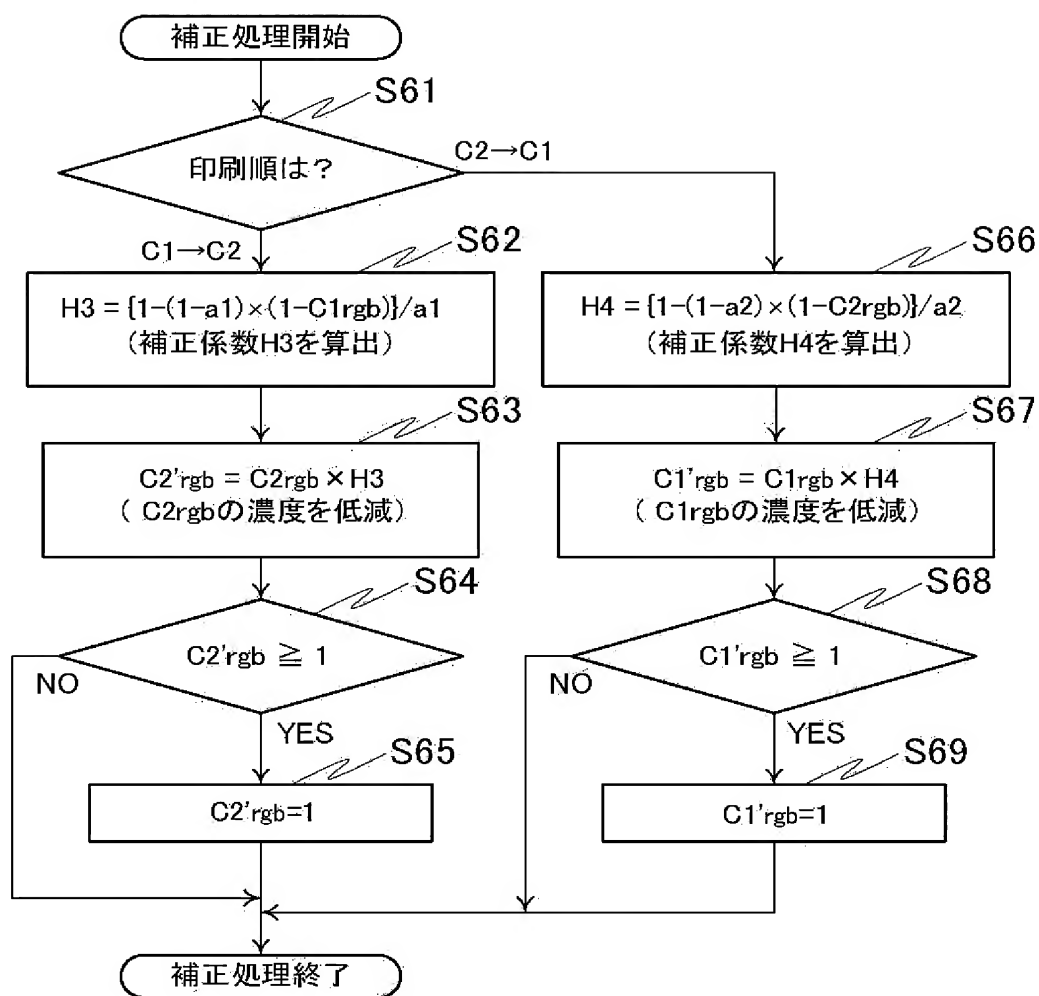 補正処理開始
S61
印刷順は?
C2→C1
C1→C2
S62
H3 = {1-(1-a1)×(1-C1rgb)}/a1
(補正係数H3を算出)
S63
C2'rgb = C2rgb × H3
( C2rgbの濃度を低減)
S64
C2'rgb ≧ 1
NO
YES
S65
C2'rgb=1
S66
H4 = {1-(1-a2)×(1-C2rgb)}/a2
(補正係数H4を算出)
S67
C1'rgb = C1rgb × H4
( C1rgbの濃度を低減)
S68
C1'rgb ≧ 1
NO
YES
S69
C1'rgb=1
補正処理終了